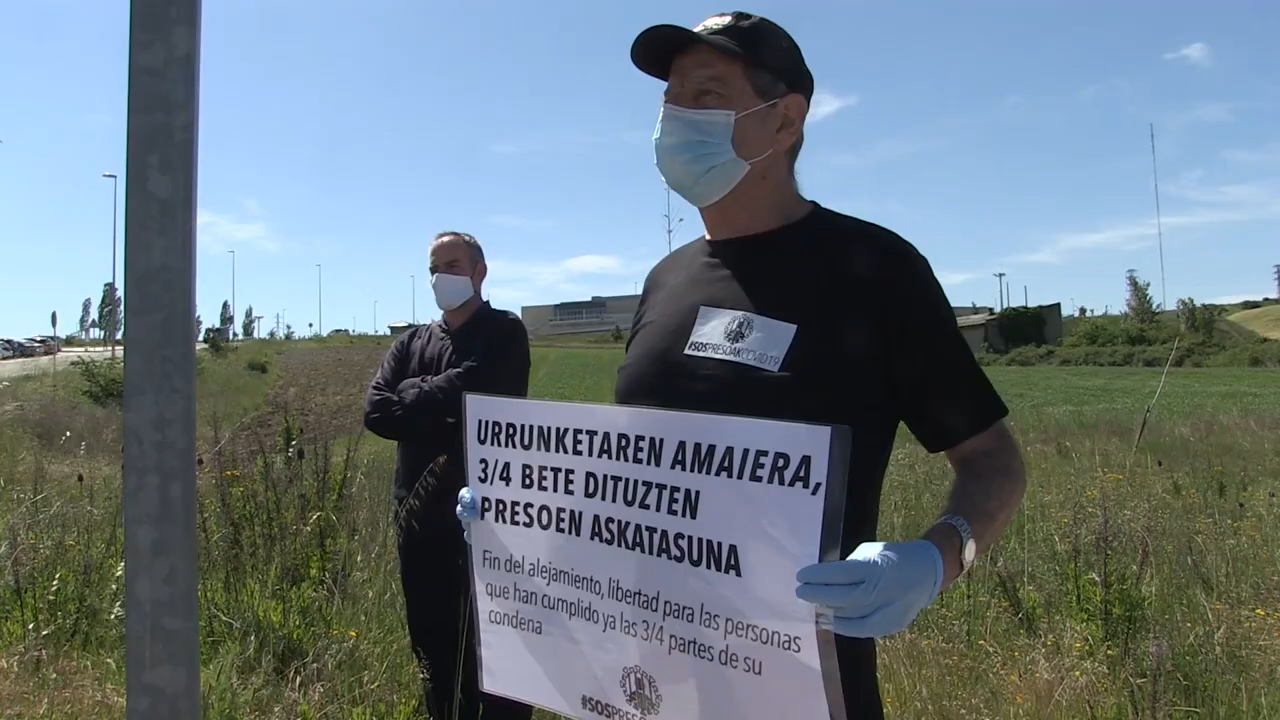 #SOSPRESOAKCOVID19
URRUNKETAREN AMAIERA,
3/4 BETE DITUZTEN
PRESOEN ASKATASUNA
Fin del alejamiento, libertad para las personas
que han cumplido ya las 3/4 partes de su
condena